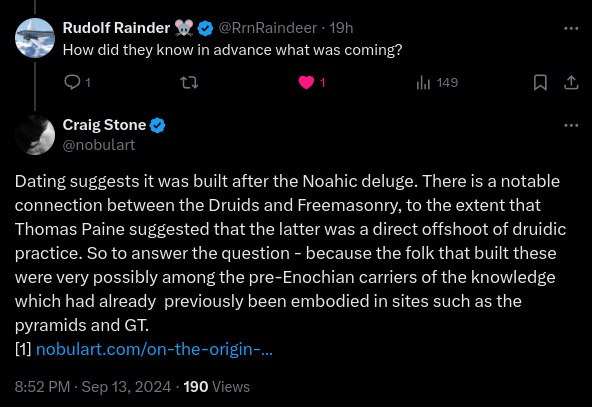 Rudolf Rainder 🐭 @RrnRaindeer · 19h
How did they know in advance what was coming?
1 1 149
Craig Stone
@nobulart
Dating suggests it was built after the Noahic deluge. There is a notable
connection between the Druids and Freemasonry, to the extent that
Thomas Paine suggested that the latter was a direct offshoot of druidic
practice. So to answer the question - because the folk that built these
were very possibly among the pre-Enochian carriers of the knowledge
which had already previously been embodied in sites such as the
pyramids and GT.
[1] nobulart.com/on-the-origin-...
8:52 PM · Sep 13, 2024 · 190 Views